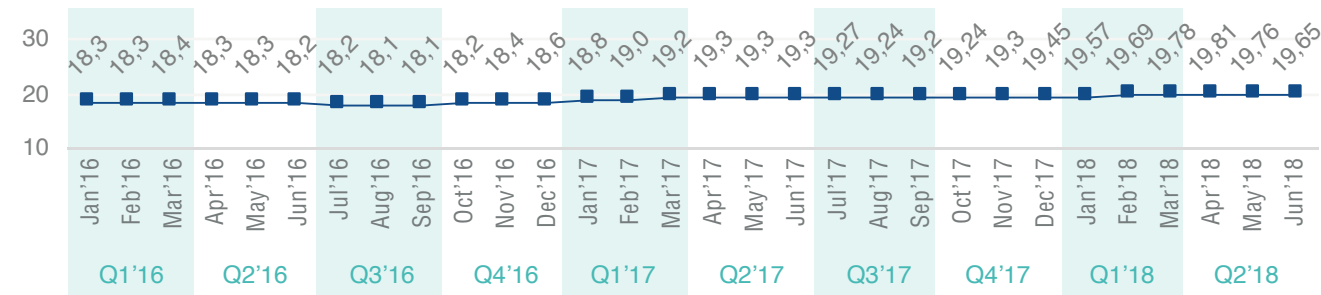 30
20
10
18,3 18,3 18,4 18,3 18,3 18,2 18,2 18,1 18,1 18,2 18,4 18,6 18,8 19,0 19,2 19,3 19,3 19,3 19,27 19,24 19,2 19,24 19,3 19,45 19,57 19,69 19,78 19,81 19,76 19,65
Jan’16 Feb’16 Mar’16 Apr’16 May’16 Jun’16 Jul’16 Aug’16 Sep’16 Oct’16 Nov’16 Dec’16 Jan’17 Feb’17 Mar’17 Apr’17 May’17 Jun’17 Jul’17 Aug’17 Sep’17 Oct’17 Nov’17 Dec’17 Jan’18 Feb’18 Mar’18 Apr’18 May’18 Jun’18
Q1’16 Q2’16 Q3’16 Q4’16 Q1’17 Q2’17 Q3’17 Q4’17 Q1’18 Q2’18